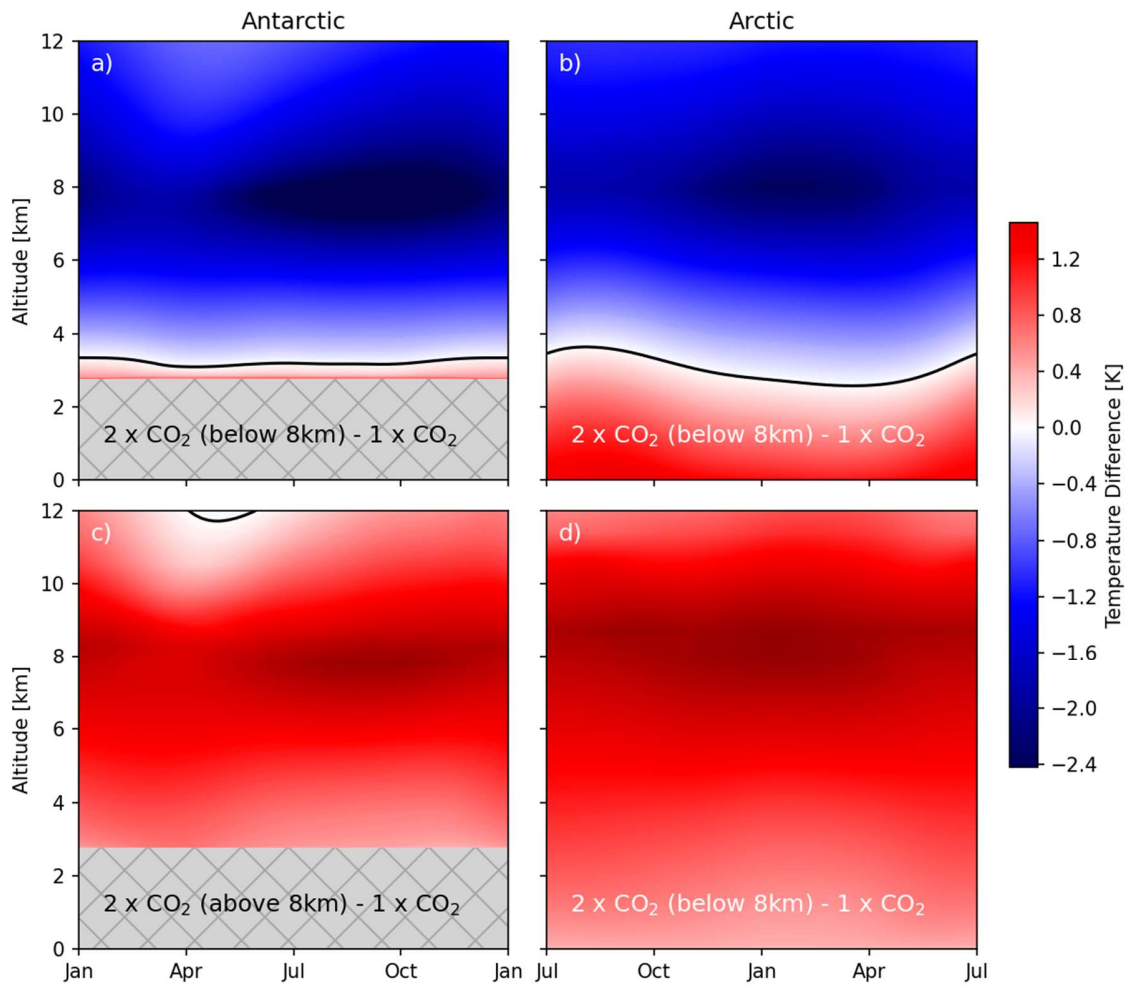 Antarctic
Arctic
a)
b)
12
10
8
6
4
2
0
Altitude [km]
2 x CO₂ (below 8km) - 1 x CO₂
2 x CO₂ (below 8km) - 1 x CO₂
c)
d)
12
10
8
6
4
2
0
Altitude [km]
2 x CO₂ (above 8km) - 1 x CO₂
2 x CO₂ (below 8km) - 1 x CO₂
Jan Apr Jul Oct Jan
Jul Oct Jan Apr Jul
1.2
0.8
0.4
0.0
−0.4
−0.8
−1.2
−1.6
−2.0
−2.4
Temperature Difference [K]